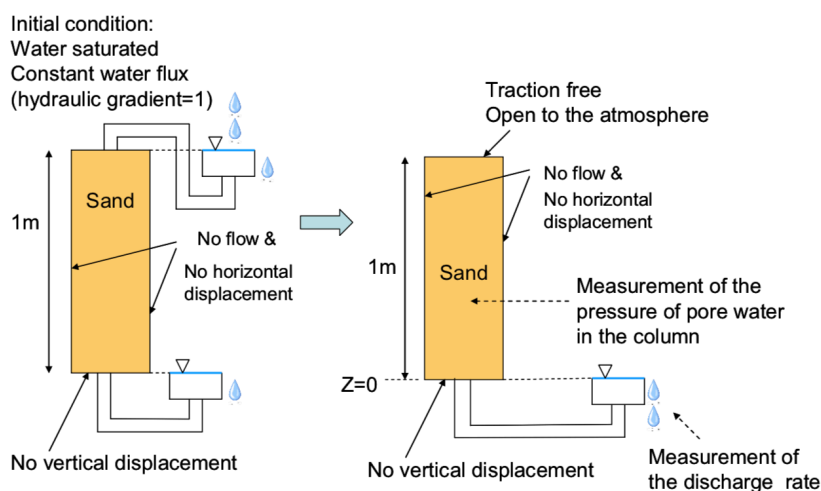 Initial condition:
Water saturated
Constant water flux
(hydraulic gradient=1)
Sand
1m
No flow &
No horizontal
displacement
No vertical displacement
Traction free
Open to the atmosphere
No flow &
No horizontal
displacement
1m
Sand
Measurement of the
pressure of pore water
in the column
Z=0
No vertical displacement
Measurement of
the discharge rate